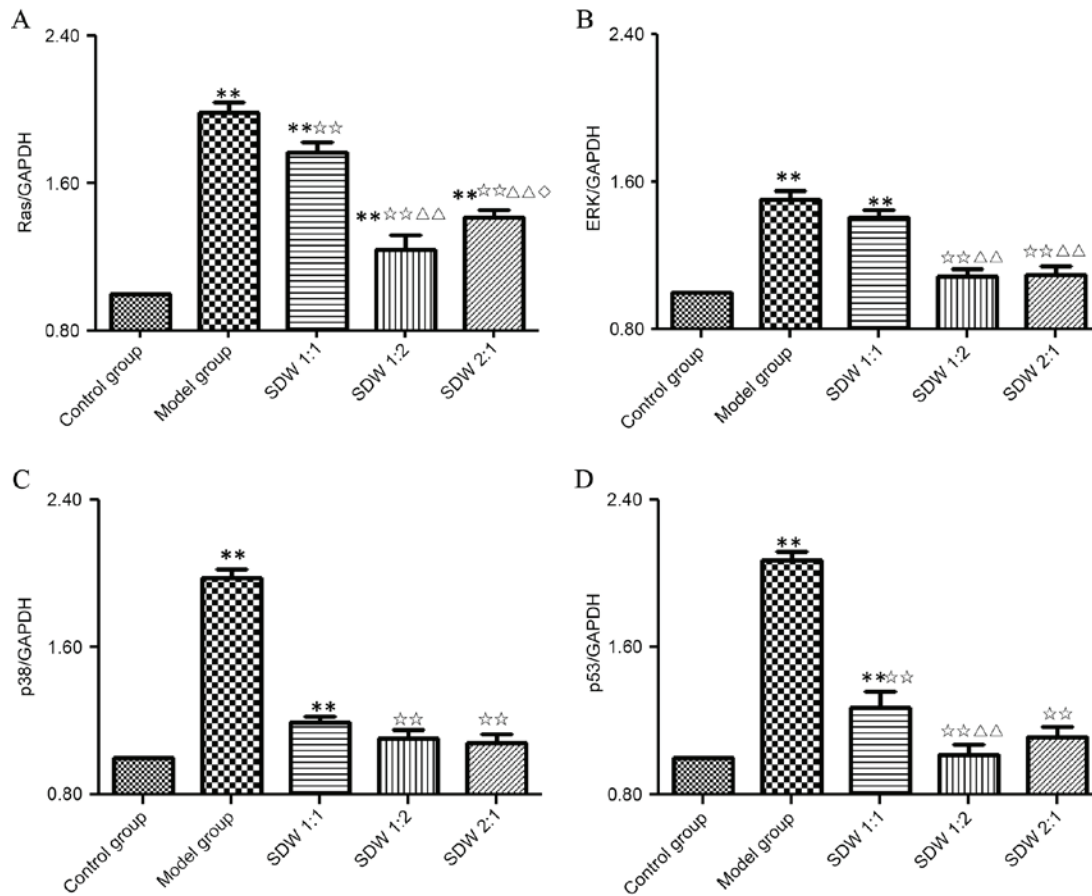 A
Ras/GAPDH
2.40
1.60
0.80
**
**☆☆
**☆☆△△
**☆☆△△◇
Control group
Model group
SDW 1:1
SDW 1:2
SDW 2:1
B
ERK/GAPDH
2.40
1.60
0.80
**
**
☆☆△△
☆☆△△
Control group
Model group
SDW 1:1
SDW 1:2
SDW 2:1
C
p38/GAPDH
2.40
1.60
0.80
**
**
☆☆
☆☆
Control group
Model group
SDW 1:1
SDW 1:2
SDW 2:1
D
p53/GAPDH
2.40
1.60
0.80
**
**☆☆
☆☆△△
☆☆
Control group
Model group
SDW 1:1
SDW 1:2
SDW 2:1